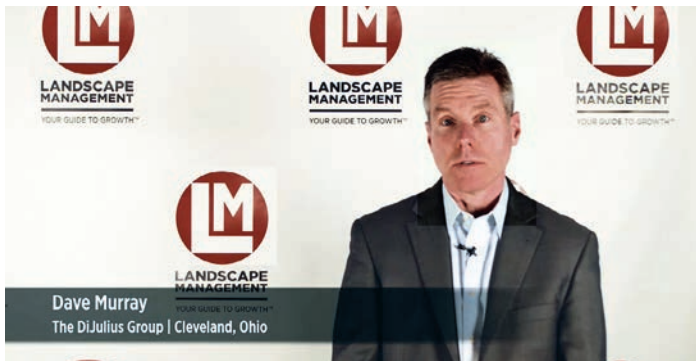 LM
LANDSCAPE
MANAGEMENT
YOUR GUIDE TO GROWTH™
LM
LANDSCAPE
MANAGEMENT
YOUR GUIDE TO GROWTH™
LM
LANDSCAPE
MANAGEMENT
YOUR GUIDE TO GROWTH™
LM
LANDSCAPE
MANAGEMENT
YOUR GUIDE TO GROWTH™
Dave Murray
The DiJulius Group | Cleveland, Ohio